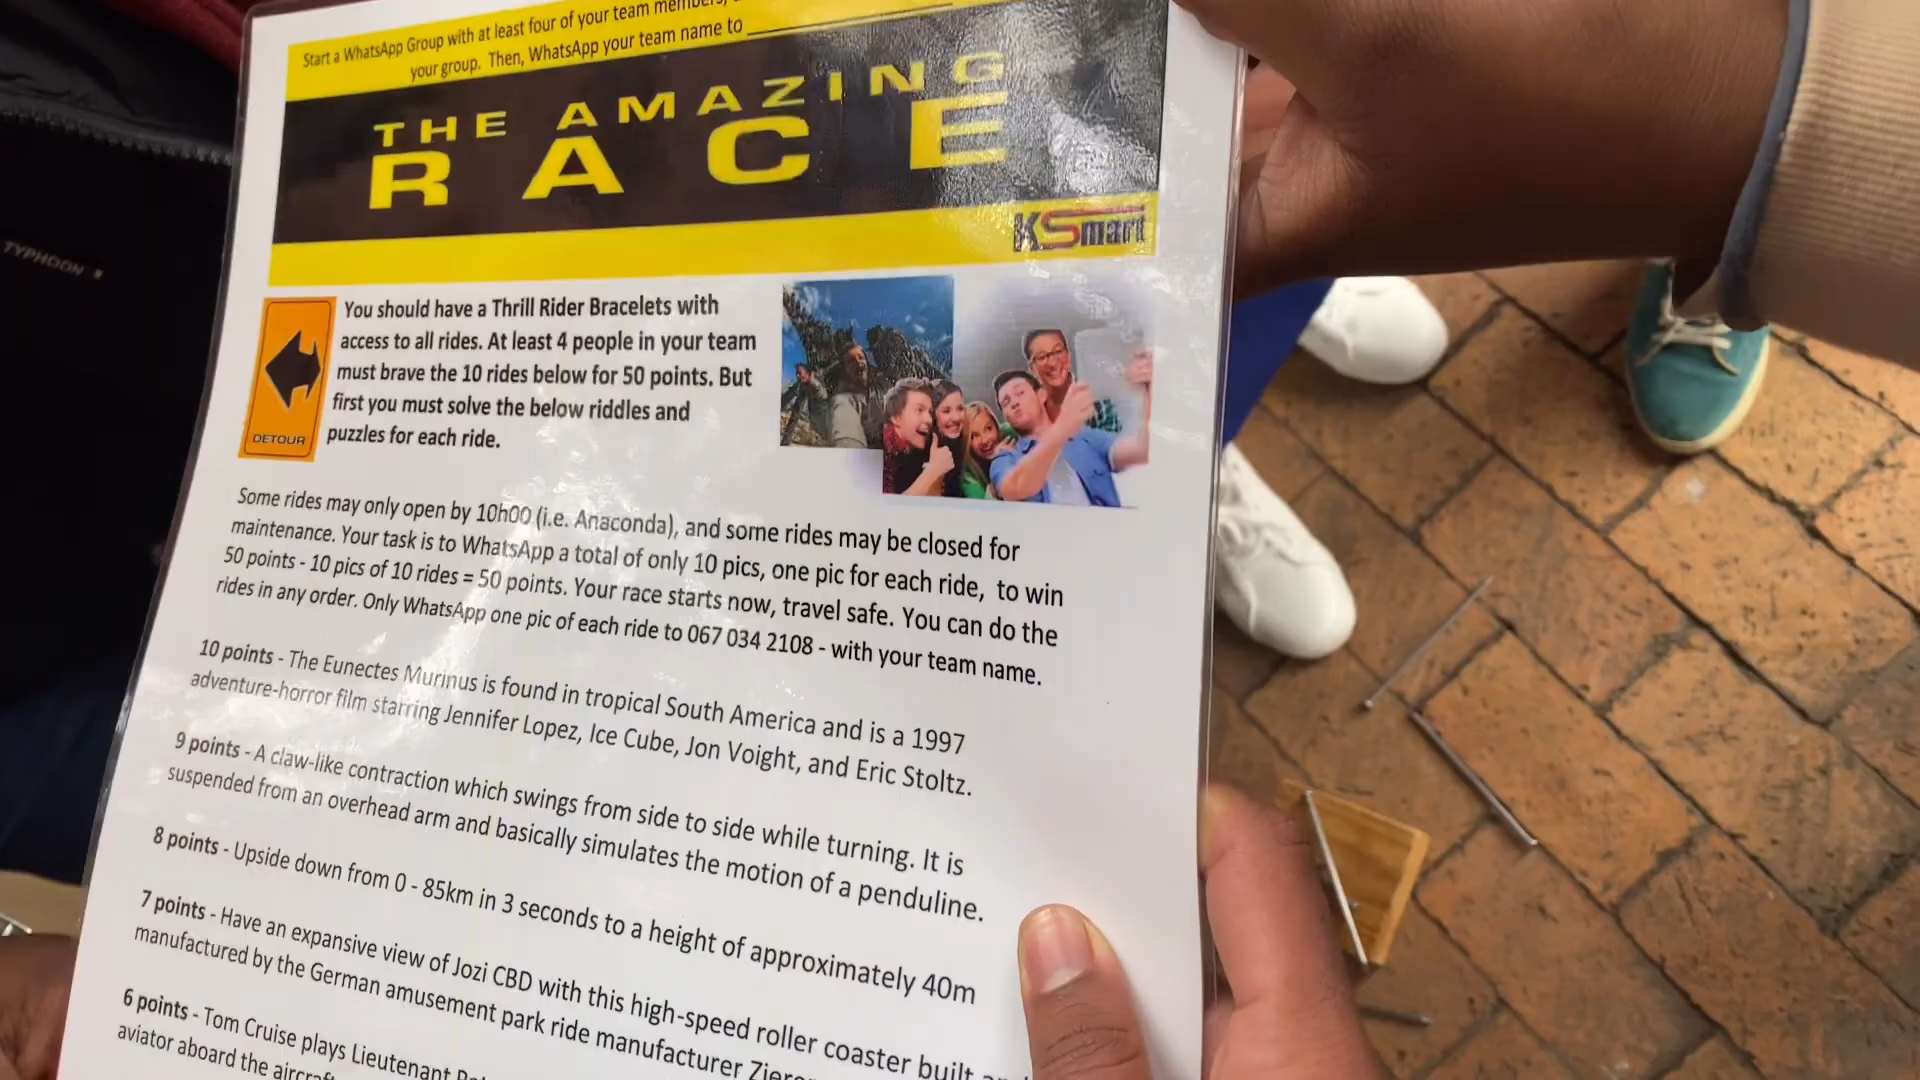 Start a WhatsApp Group with at least four of your team members,
your group. Then, WhatsApp your team name to
THE AMAZING
RACE
KSmart
TYPHOON
DETOUR
You should have a Thrill Rider Bracelets with
access to all rides. At least 4 people in your team
must brave the 10 rides below for 50 points. But
first you must solve the below riddles and
puzzles for each ride.
Some rides may only open by 10h00 (i.e. Anaconda), and some rides may be closed for
maintenance. Your task is to WhatsApp a total of only 10 pics, one pic for each ride, to win
50 points - 10 pics of 10 rides = 50 points. Your race starts now, travel safe. You can do the
rides in any order. Only WhatsApp one pic of each ride to 067 034 2108 - with your team name.
10 points - The Eunectes Murinus is found in tropical South America and is a 1997
adventure-horror film starring Jennifer Lopez, Ice Cube, Jon Voight, and Eric Stoltz.
9 points - A claw-like contraction which swings from side to side while turning. It is
suspended from an overhead arm and basically simulates the motion of a penduline.
8 points - Upside down from 0 - 85km in 3 seconds to a height of approximately 40m
7 points - Have an expansive view of Jozi CBD with this high-speed roller coaster built
manufactured by the German amusement park ride manufacturer
6 points - Tom Cruise plays Lieutenant
aviator aboard the